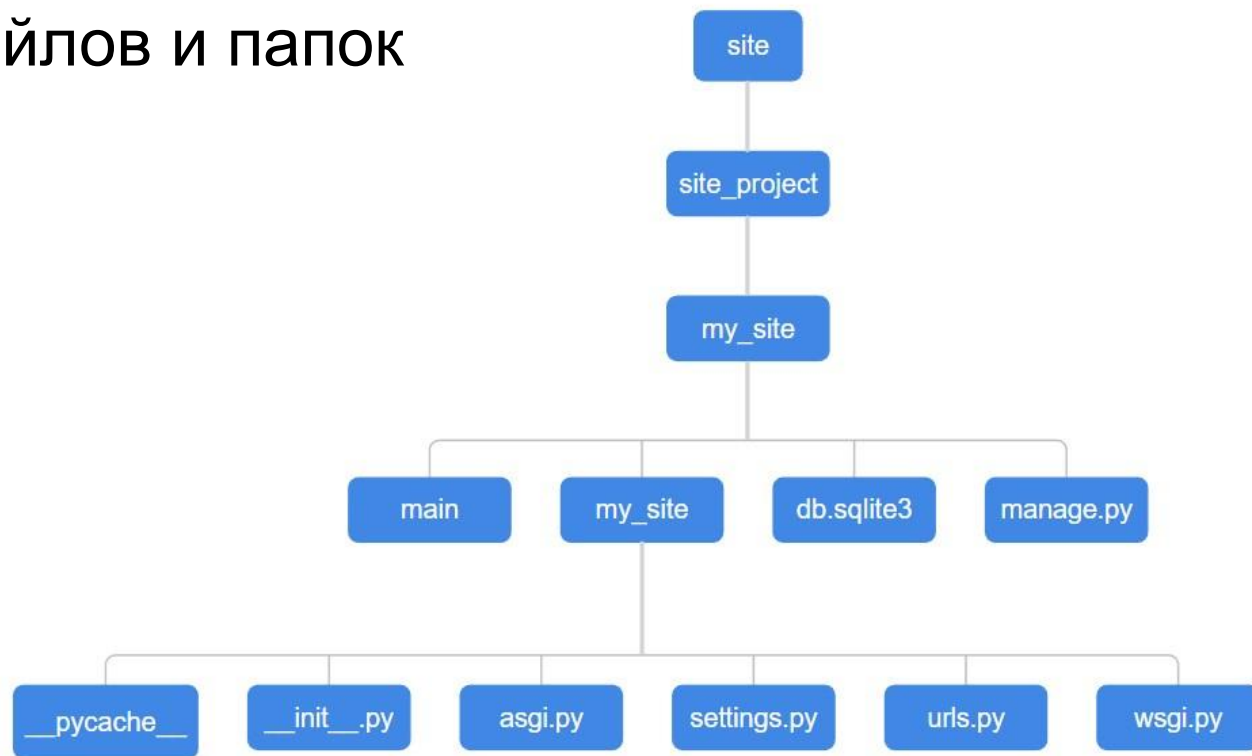 йлов и папок
site
site_project
my_site
main
my_site
db.sqlite3
manage.py
__pycache__
__init__.py
asgi.py
settings.py
urls.py
wsgi.py